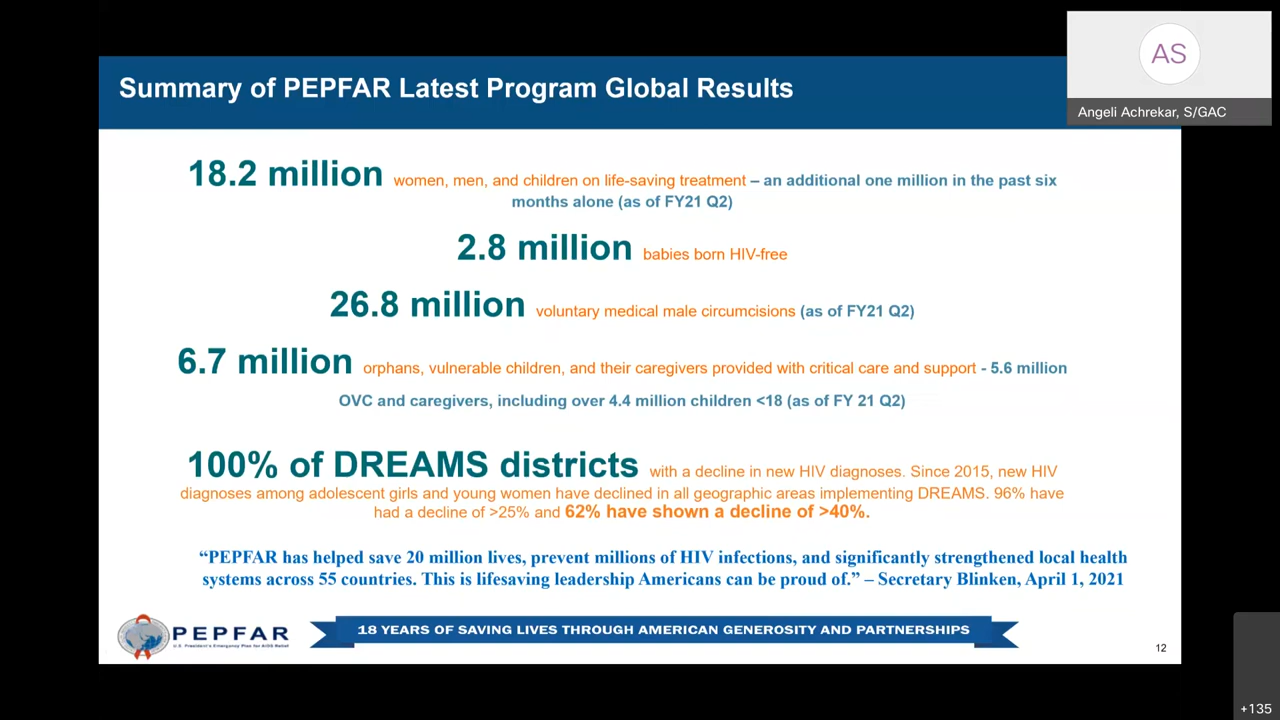 Summary of PEPFAR Latest Program Global Results
AS
Angeli Achrekar, S/GAC
18.2 million women, men, and children on life-saving treatment – an additional one million in the past six
months alone (as of FY21 Q2)
2.8 million babies born HIV-free
26.8 million voluntary medical male circumcisions (as of FY21 Q2)
6.7 million orphans, vulnerable children, and their caregivers provided with critical care and support - 5.6 million
OVC and caregivers, including over 4.4 million children <18 (as of FY 21 Q2)
100% of DREAMS districts with a decline in new HIV diagnoses. Since 2015, new HIV
diagnoses among adolescent girls and young women have declined in all geographic areas implementing DREAMS. 96% have
had a decline of >25% and 62% have shown a decline of >40%.
“PEPFAR has helped save 20 million lives, prevent millions of HIV infections, and significantly strengthened local health
systems across 55 countries. This is lifesaving leadership Americans can be proud of.” – Secretary Blinken, April 1, 2021
PEPFAR
U.S. President's Emergency Plan for AIDS Relief
18 YEARS OF SAVING LIVES THROUGH AMERICAN GENEROSITY AND PARTNERSHIPS
12
+135